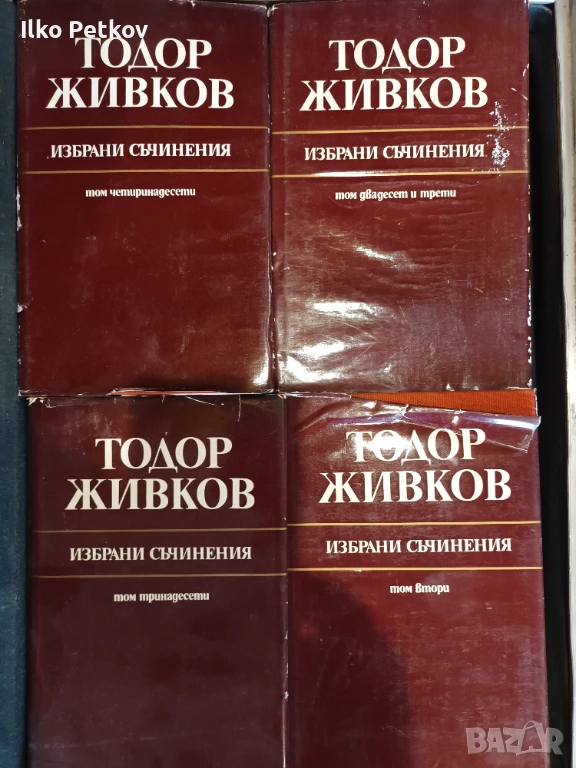 Ilko Petkov
ТОДОР
ЖИВКОВ
ИЗБРАНИ СЪЧИНЕНИЯ
том четиринадесети
ТОДОР
ЖИВКОВ
ИЗБРАНИ СЪЧИНЕНИЯ
том двадесет и трети
ТОДОР
ЖИВКОВ
ИЗБРАНИ СЪЧИНЕНИЯ
том тринадесети
ТОДОР
ЖИВКОВ
ИЗБРАНИ СЪЧИНЕНИЯ
том втори
BAZAR